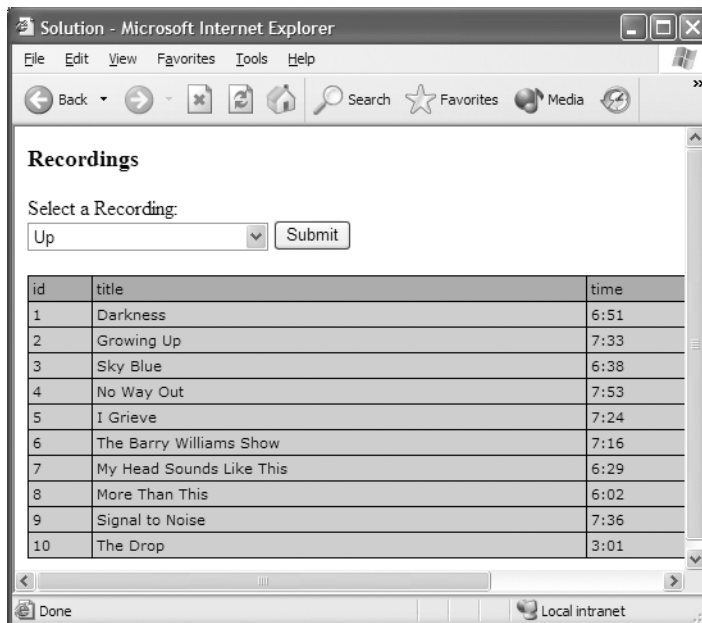 Solution - Microsoft Internet Explorer
File Edit View Favorites Tools Help
Back Search Favorites Media »
Recordings
Select a Recording:
Up Submit
id title time
1 Darkness 6:51
2 Growing Up 7:33
3 Sky Blue 6:38
4 No Way Out 7:53
5 I Grieve 7:24
6 The Barry Williams Show 7:16
7 My Head Sounds Like This 6:29
8 More Than This 6:02
9 Signal to Noise 7:36
10 The Drop 3:01
Done Local intranet